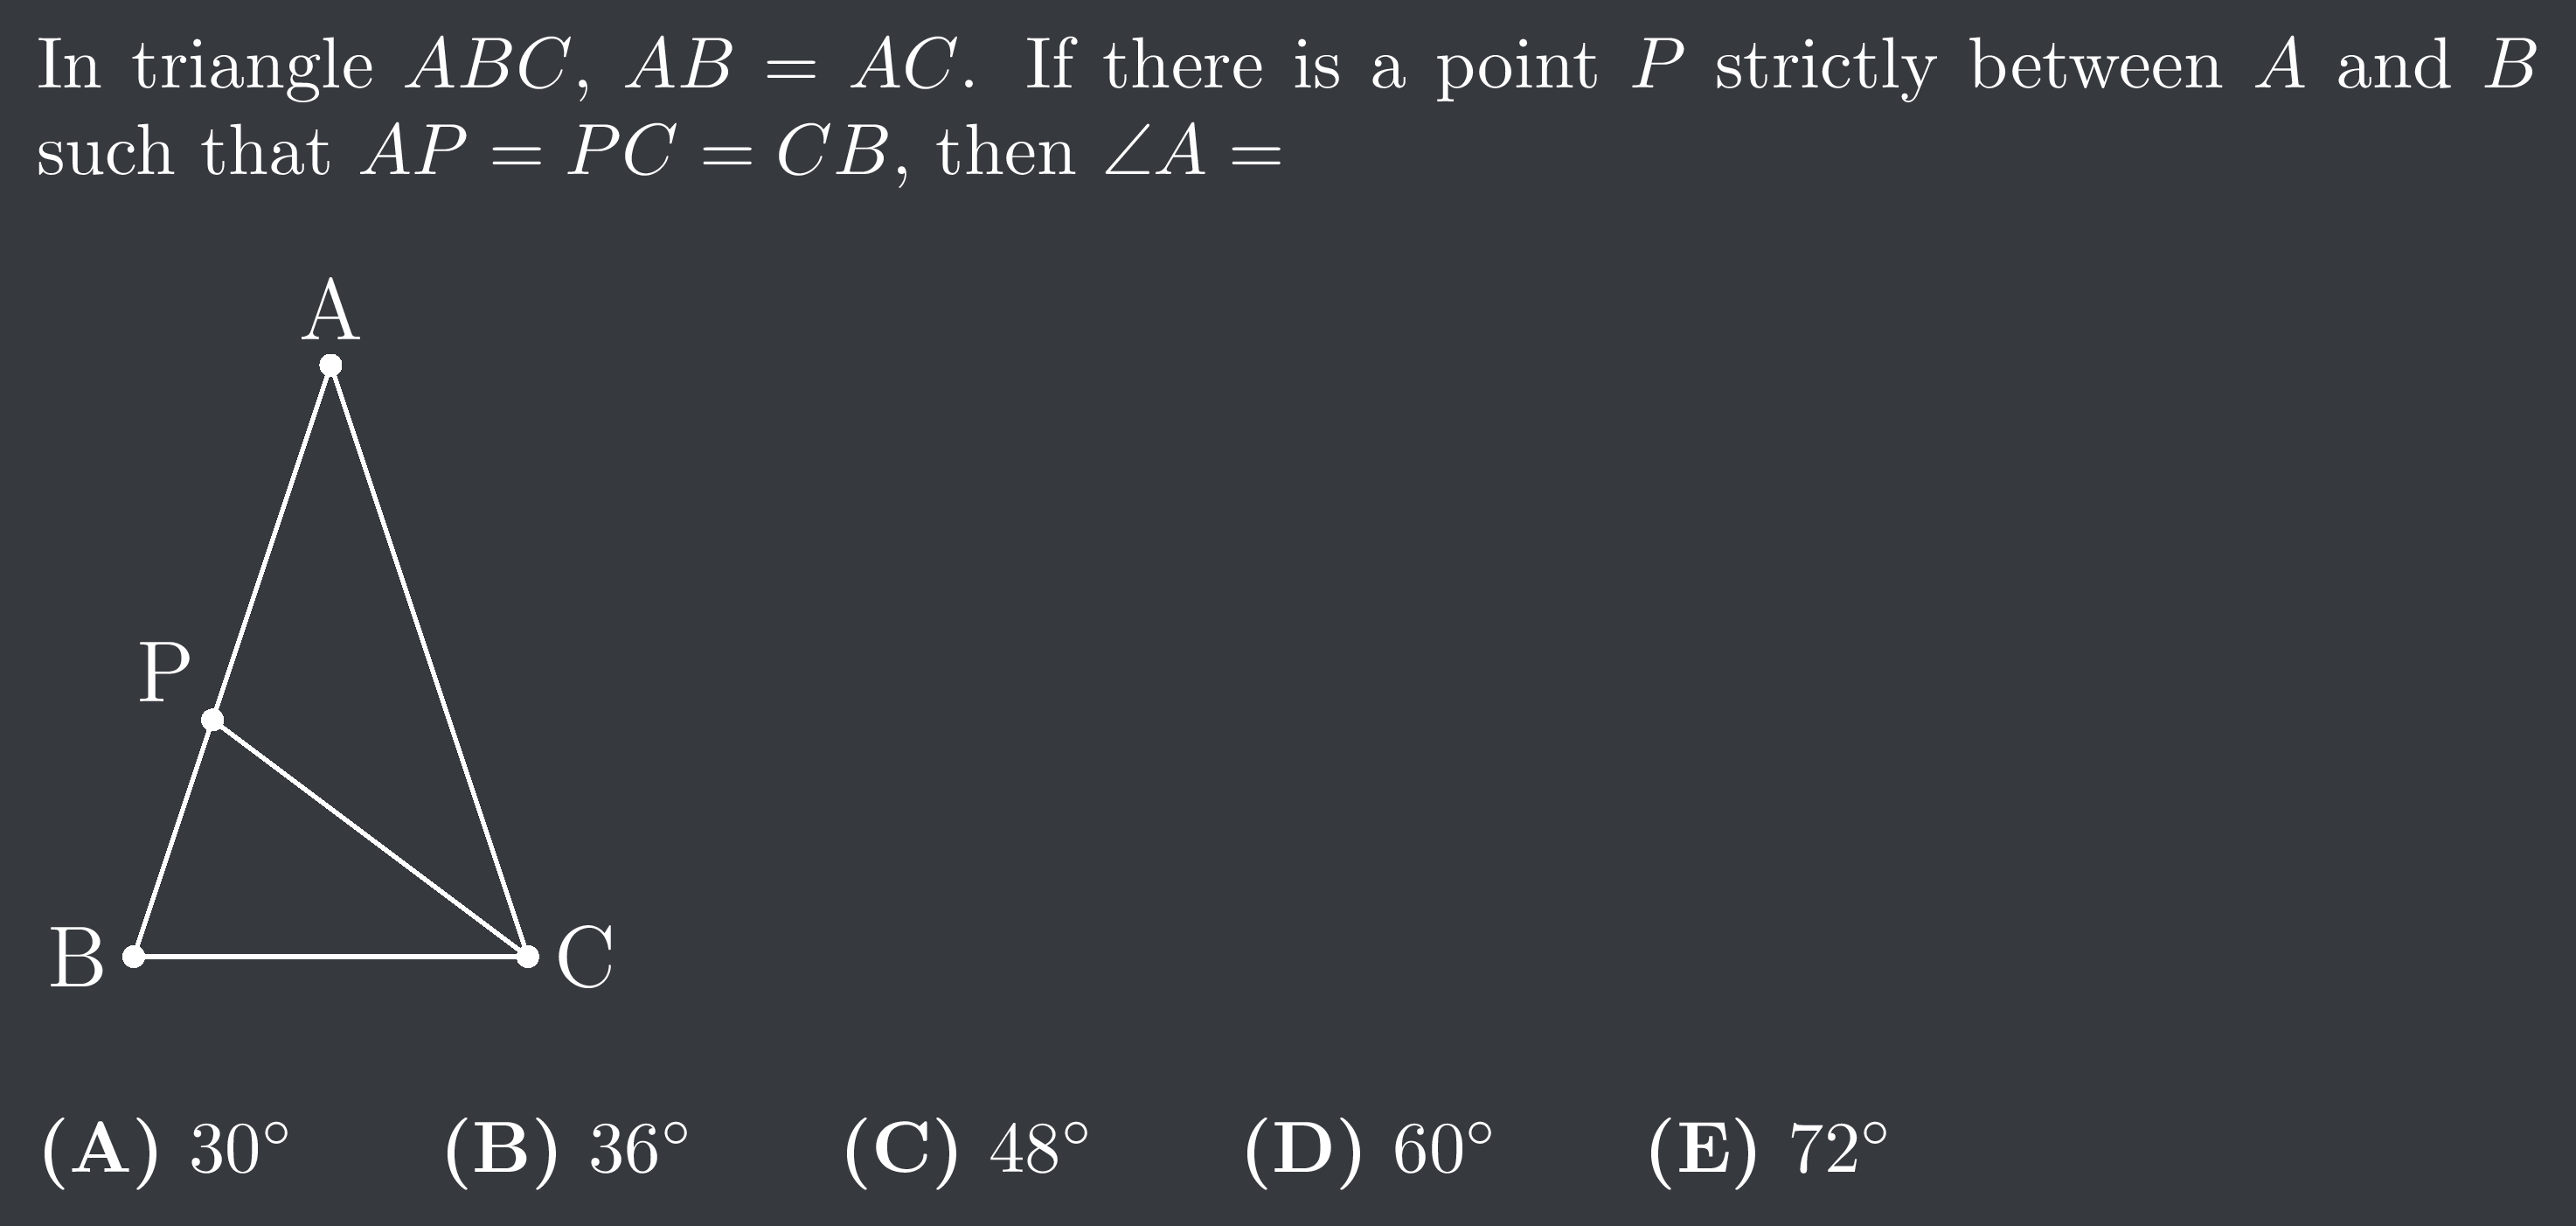 In triangle $ABC$, $AB = AC$. If there is a point $P$ strictly between $A$ and $B$
such that $AP = PC = CB$, then $\angle A =$
A
P
B
C
(A) 30° (B) 36° (C) 48° (D) 60° (E) 72°